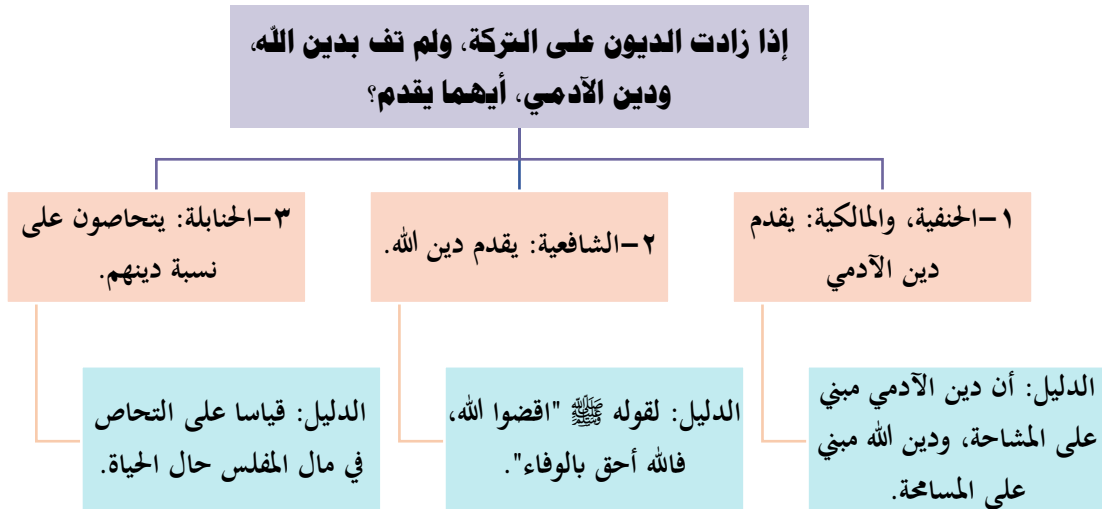 إذا زادت الديون على التركة، ولم تف بدين الله،
ودين الآدمي، أيهما يقدم؟
١-الحنفية، والمالكية: يقدم
دين الآدمي
٢-الشافعية: يقدم دين الله.
٣-الحنابلة: يتحاصون على
نسبة دينهم.
الدليل: أن دين الآدمي مبني
على المشاحة، ودين الله مبني
على المسامحة.
الدليل: لقوله ﷺ "اقضوا الله،
فالله أحق بالوفاء".
الدليل: قياسا على التحاص
في مال المفلس حال الحياة.